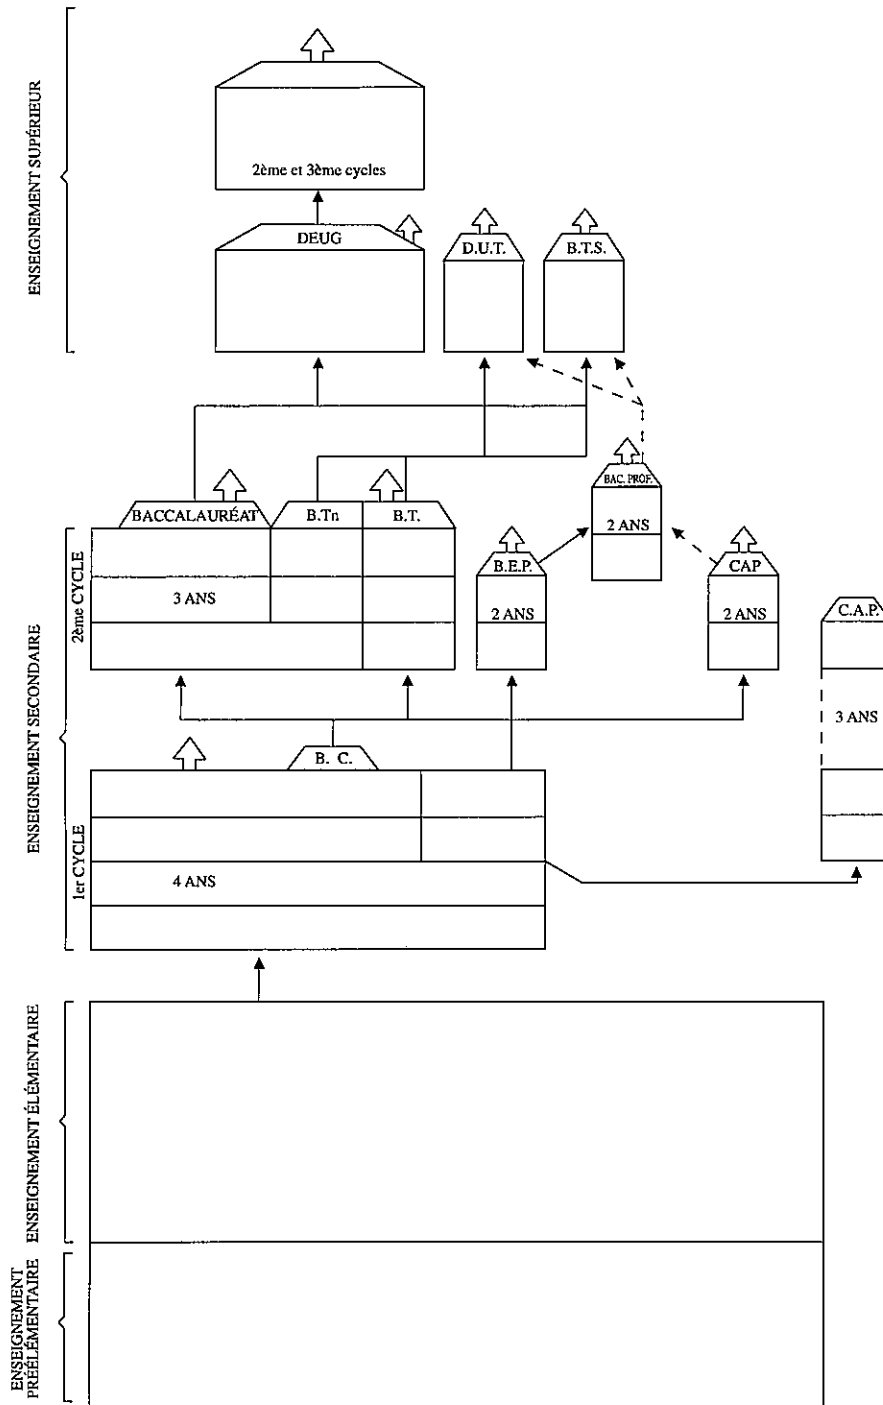 ENSEIGNEMENT SUPÉRIEUR
2ème et 3ème cycles
DEUG
D.U.T.
B.T.S.
BACCALAURÉAT
B.Tn
B.T.
BAC. PROF.
2 ANS
ENSEIGNEMENT SECONDAIRE
2ème CYCLE
3 ANS
B.E.P.
2 ANS
CAP
2 ANS
C.A.P.
3 ANS
B. C.
1er CYCLE
4 ANS
ENSEIGNEMENT ÉLÉMENTAIRE
ENSEIGNEMENT
PRÉÉLÉMENTAIRE